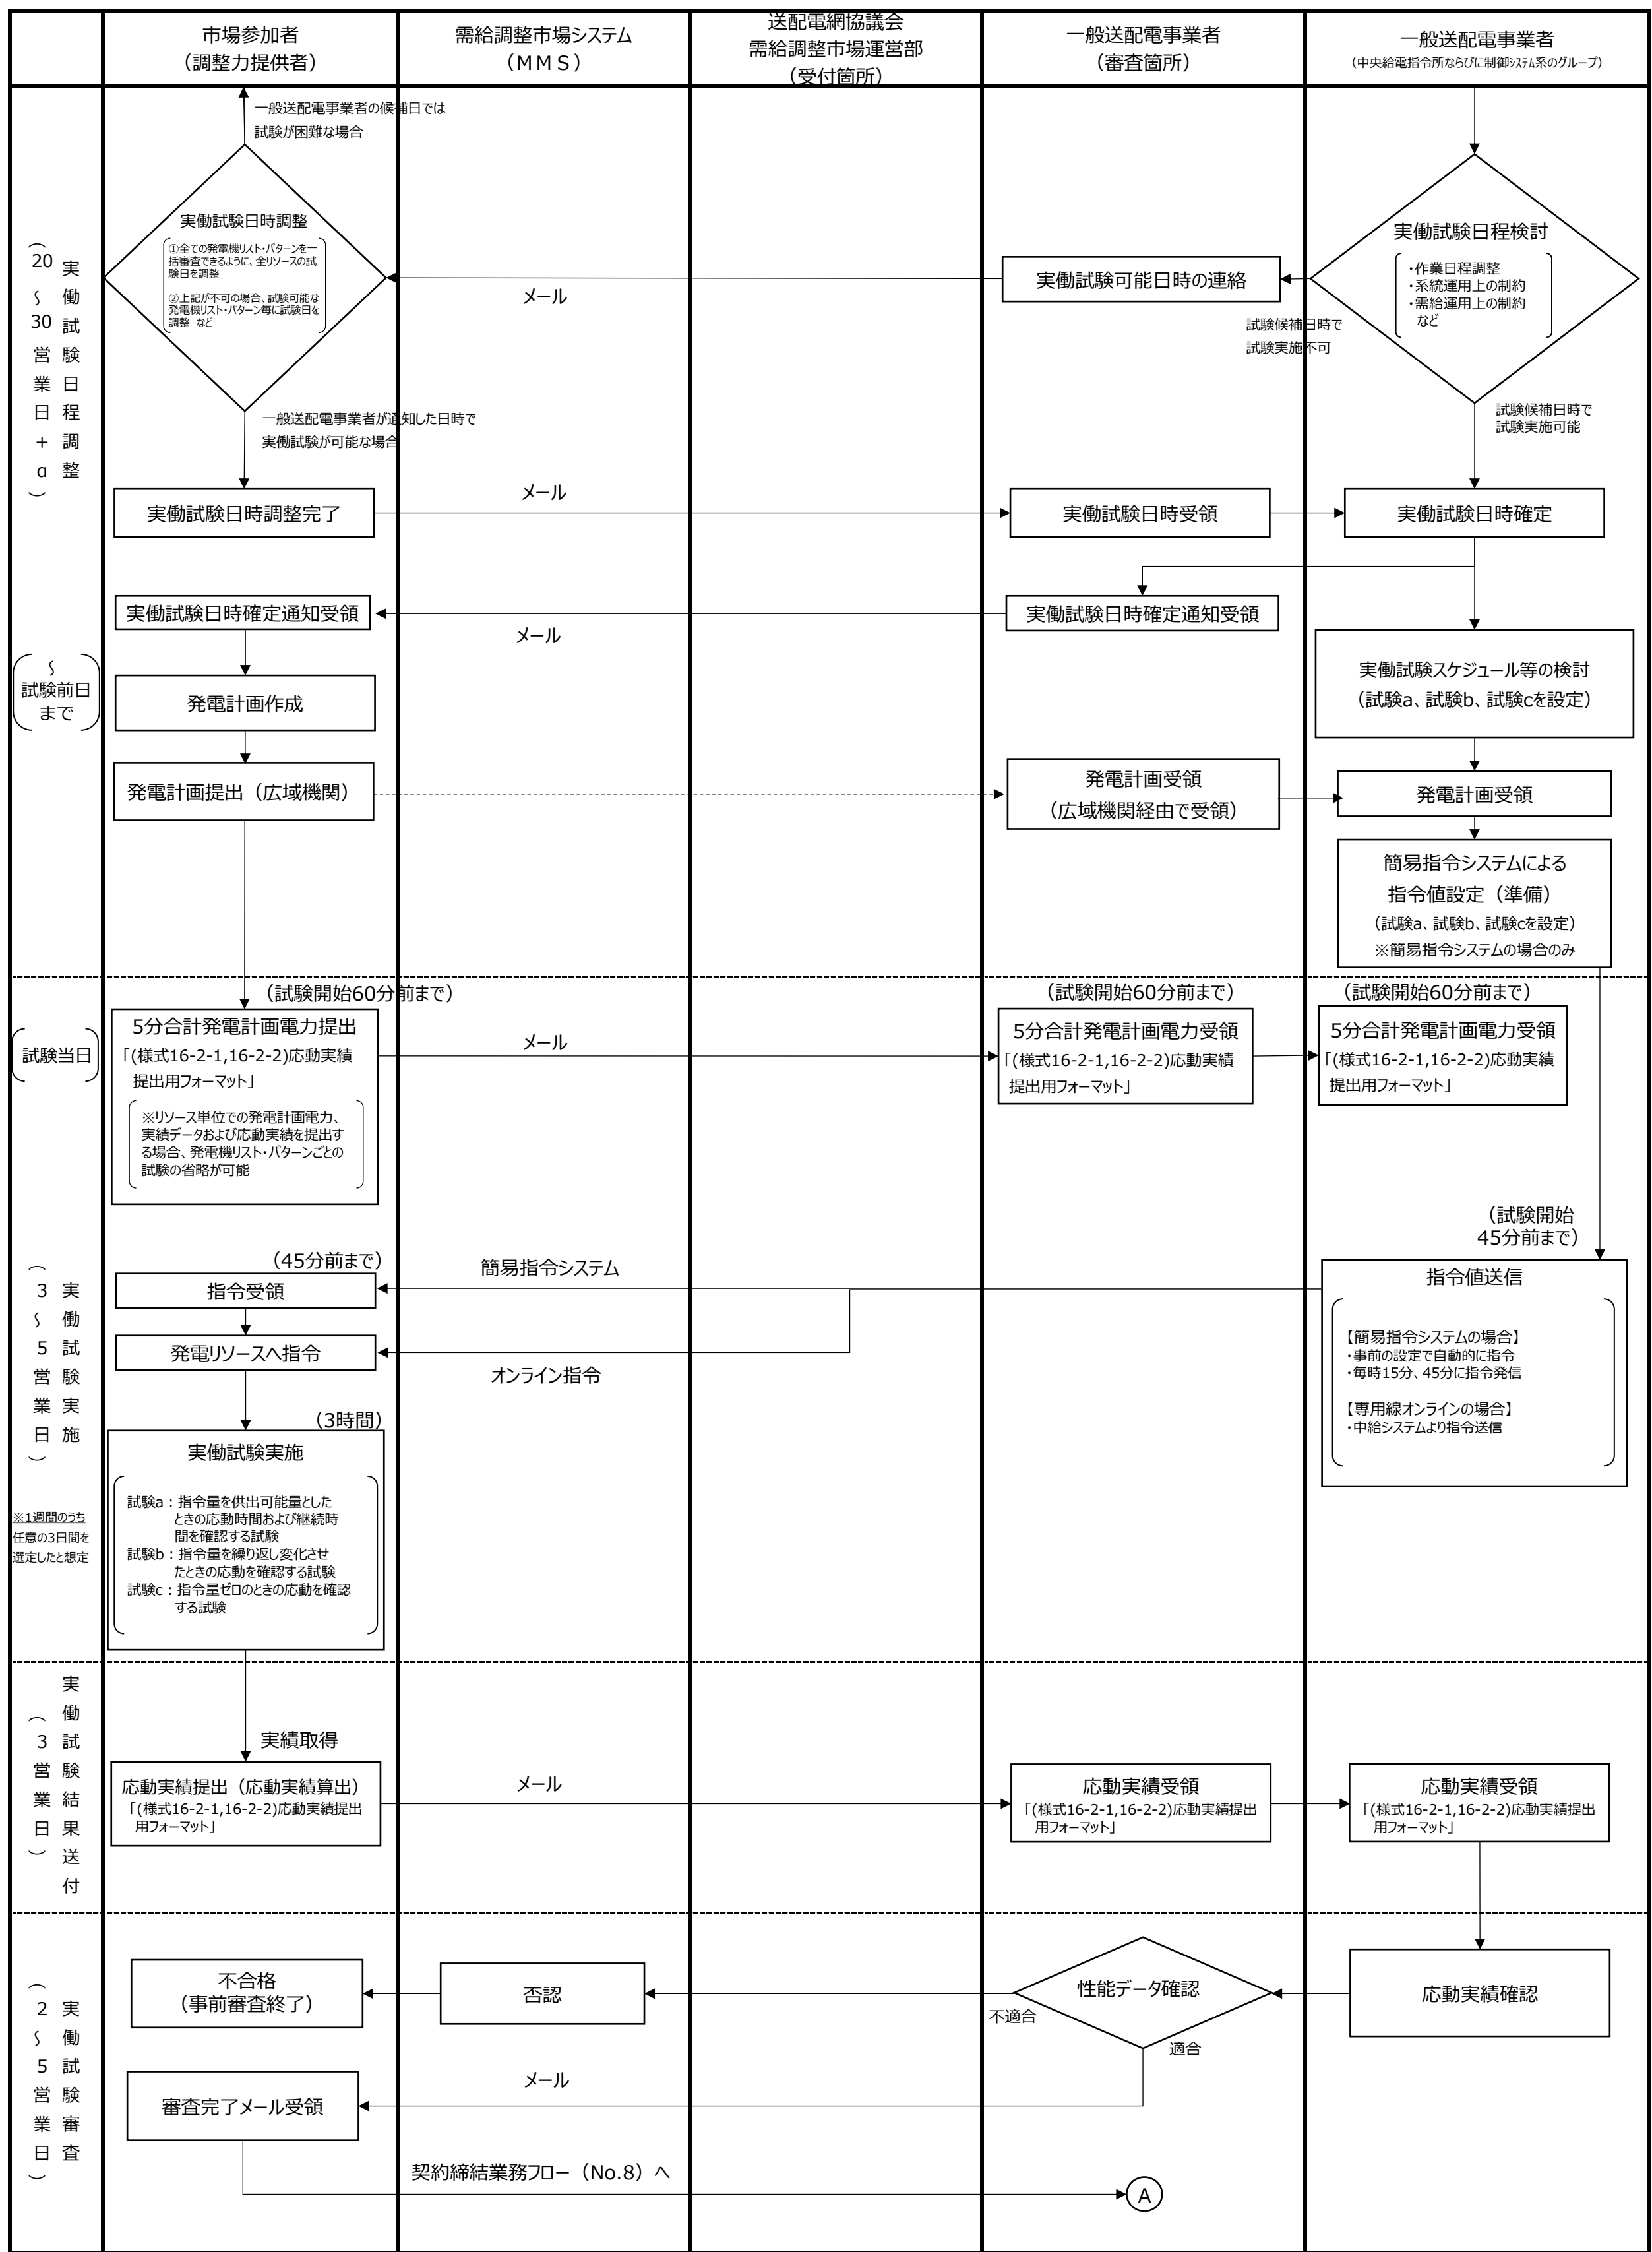 市場参加者
（調整力提供者）
需給調整市場システム
（ＭＭＳ）
送配電網協議会
需給調整市場運営部
（受付箇所）
一般送配電事業者
（審査箇所）
一般送配電事業者
（中央給電指令所ならびに制御ｼｽﾃﾑ系のグループ）
実働試験日程調整
（20～30営業日+α）
一般送配電事業者の候補日では
試験が困難な場合
実働試験日時調整
①全ての発電機リスト・パターンを一
括審査できるように、全リソースの試
験日を調整
②上記が不可の場合、試験可能な
発電機リスト・パターン毎に試験日を
調整 など
メール
実働試験可能日時の連絡
試験候補日時で
試験実施不可
実働試験日程検討
・作業日程調整
・系統運用上の制約
・需給運用上の制約
など
試験候補日時で
試験実施可能
一般送配電事業者が通知した日時で
実働試験が可能な場合
実働試験日時調整完了
メール
実働試験日時受領
実働試験日時確定
実働試験日時確定通知受領
メール
実働試験日時確定通知受領
～
試験前日
まで
発電計画作成
実働試験スケジュール等の検討
（試験a、試験b、試験cを設定）
発電計画提出（広域機関）
発電計画受領
（広域機関経由で受領）
発電計画受領
簡易指令システムによる
指令値設定（準備）
（試験a、試験b、試験cを設定）
※簡易指令システムの場合のみ
試験当日
（試験開始60分前まで）
5分合計発電計画電力提出
「(様式16-2-1,16-2-2)応動実績
提出用フォーマット」
※リソース単位での発電計画電力、
実績データおよび応動実績を提出す
る場合、発電機リスト・パターンごとの
試験の省略が可能
メール
（試験開始60分前まで）
5分合計発電計画電力受領
「(様式16-2-1,16-2-2)応動実績
提出用フォーマット」
（試験開始60分前まで）
5分合計発電計画電力受領
「(様式16-2-1,16-2-2)応動実績
提出用フォーマット」
実働試験実施
（3～5営業日）
※1週間のうち
任意の3日間を
選定したと想定
（45分前まで）
指令受領
簡易指令システム
発電リソースへ指令
オンライン指令
（試験開始
45分前まで）
指令値送信
【簡易指令システムの場合】
・事前の設定で自動的に指令
・毎時15分、45分に指令発信
【専用線オンラインの場合】
・中給システムより指令送信
（3時間）
実働試験実施
試験a：指令量を供出可能量とした
ときの応動時間および継続時
間を確認する試験
試験b：指令量を繰り返し変化させ
たときの応動を確認する試験
試験c：指令量ゼロのときの応動を確認
する試験
実働試験結果送付
（3営業日）
実績取得
応動実績提出（応動実績算出）
「(様式16-2-1,16-2-2)応動実績提出
用フォーマット」
メール
応動実績受領
「(様式16-2-1,16-2-2)応動実績提出
用フォーマット」
応動実績受領
「(様式16-2-1,16-2-2)応動実績提出
用フォーマット」
実働試験審査
（2～5営業日）
不合格
（事前審査終了）
否認
性能データ確認
不適合
適合
応動実績確認
審査完了メール受領
メール
契約締結業務フロー（No.8）へ
A